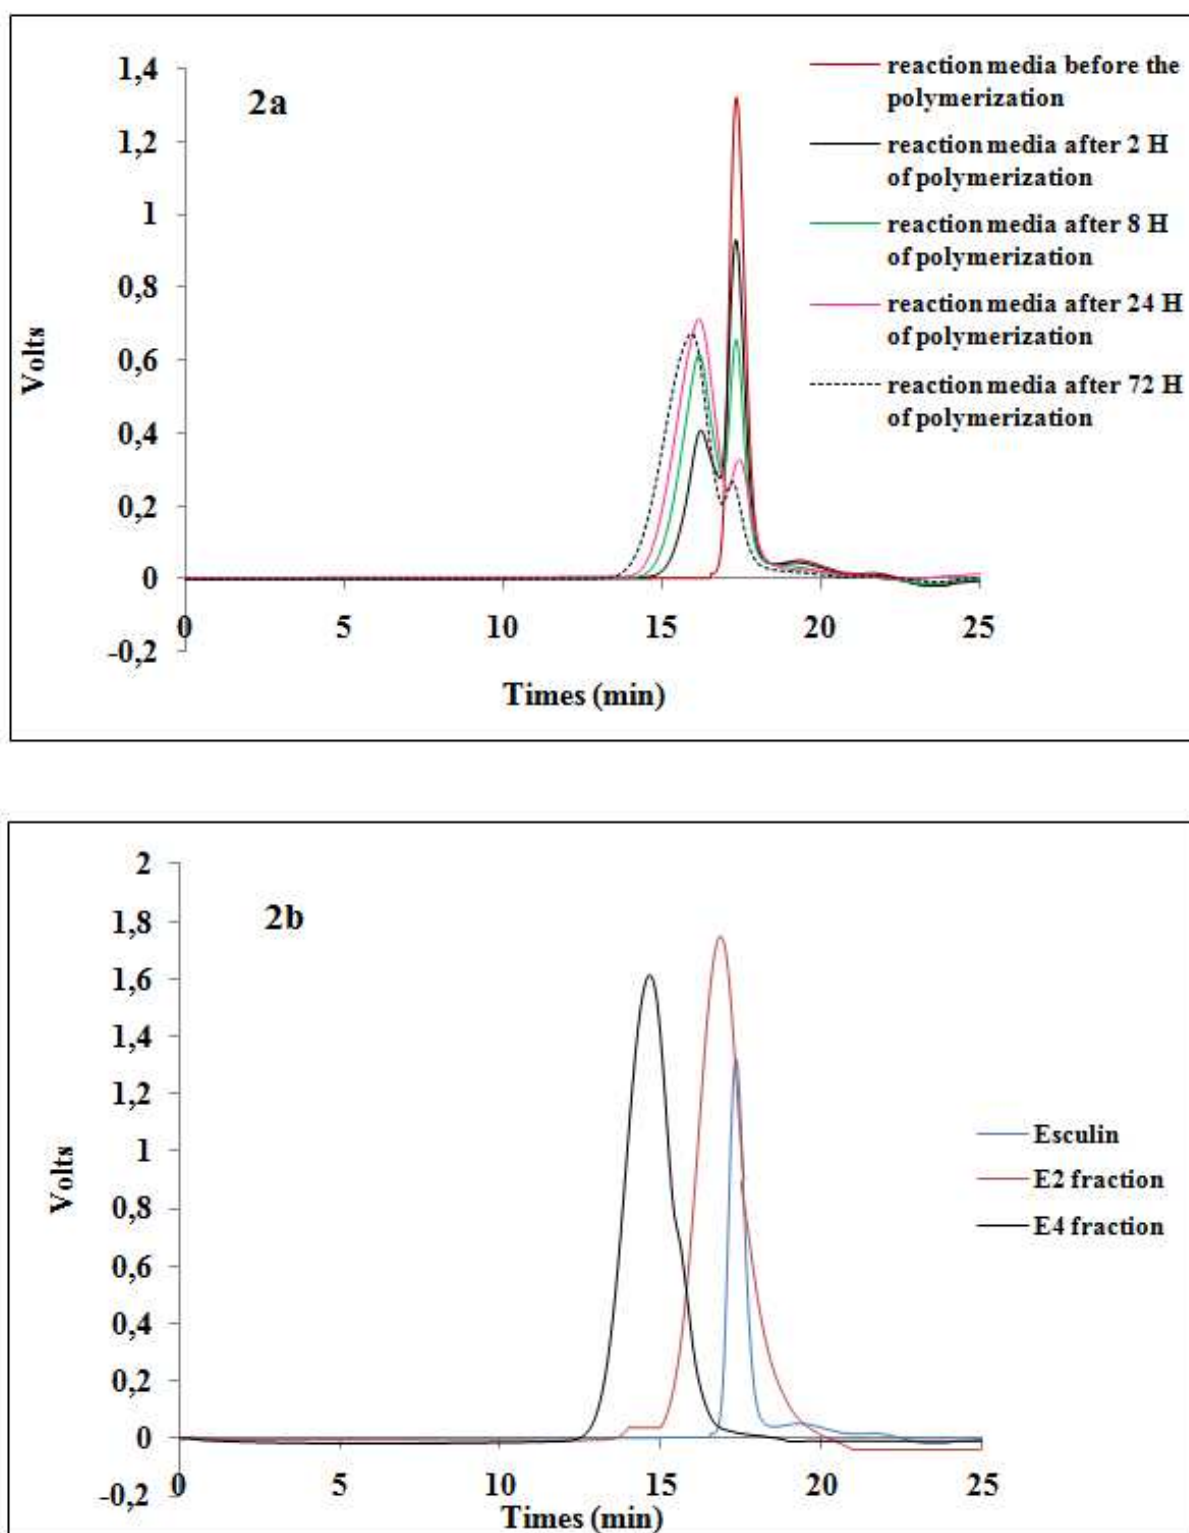 2a
1,4
1,2
1
0,8
0,6
0,4
0,2
0
-0,2
Volts
0
5
10
15
20
25
Times (min)
reaction media before the
polymerization
reaction media after 2 H
of polymerization
reaction media after 8 H
of polymerization
reaction media after 24 H
of polymerization
reaction media after 72 H
of polymerization
2b
2
1,8
1,6
1,4
1,2
1
0,8
0,6
0,4
0,2
0
-0,2
Volts
0
5
10
15
20
25
Times (min)
Esculin
E2 fraction
E4 fraction